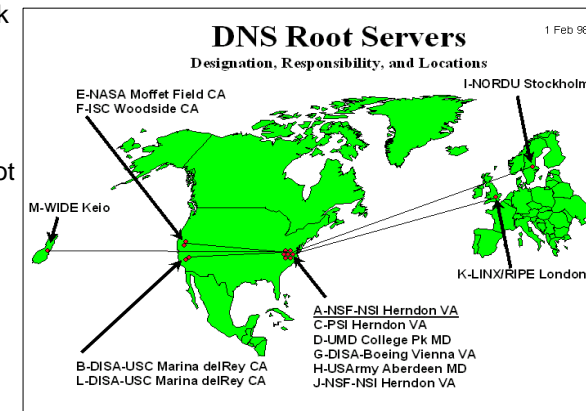 k
ot
DNS Root Servers
1 Feb 98
Designation, Responsibility, and Locations
E-NASA Moffet Field CA
F-ISC Woodside CA
I-NORDU Stockholm
M-WIDE Keio
K-LINX/RIPE London
A-NSF-NSI Herndon VA
C-PSI Herndon VA
D-UMD College Pk MD
G-DISA-Boeing Vienna VA
H-USArmy Aberdeen MD
J-NSF-NSI Herndon VA
B-DISA-USC Marina delRey CA
L-DISA-USC Marina delRey CA